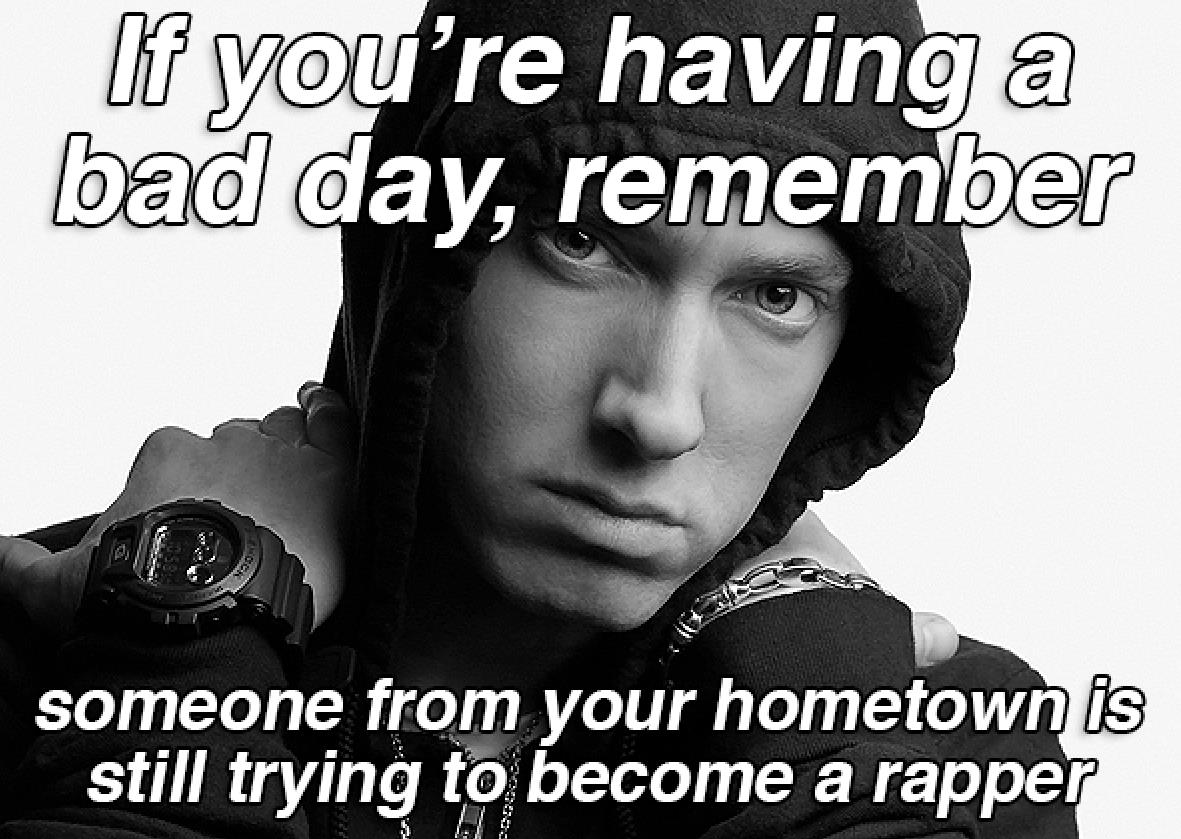 If you’re having a
bad day, remember
someone from your hometown is
still trying to become a rapper